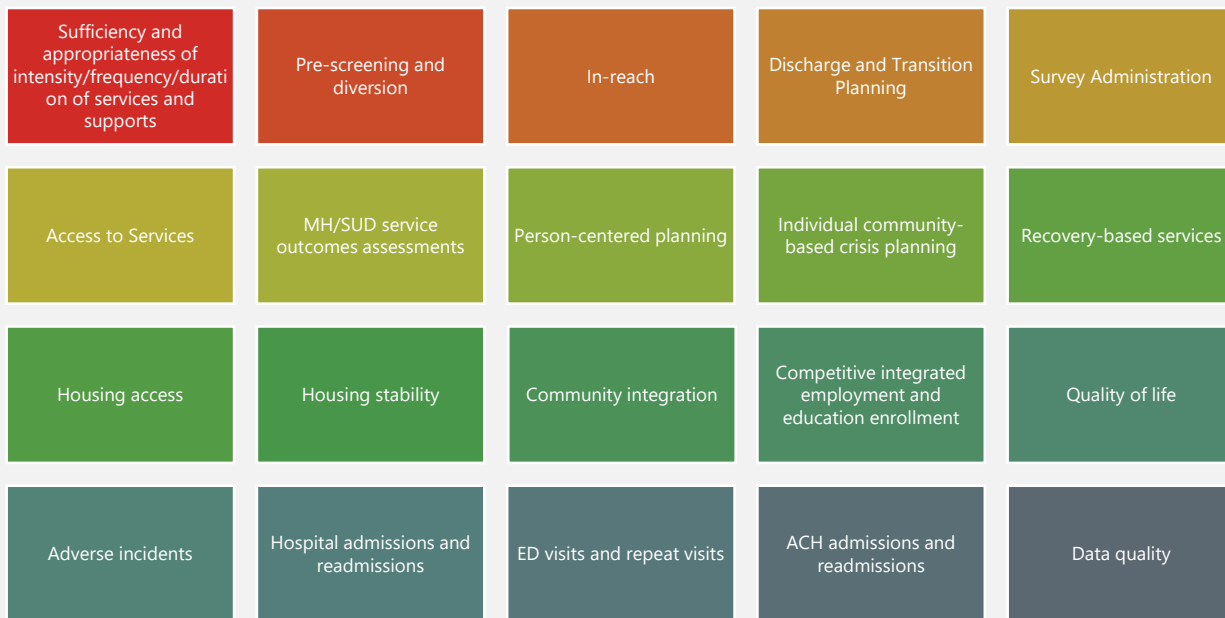 Sufficiency and
appropriateness of
intensity/frequency/durati
on of services and
supports
Pre-screening and
diversion
In-reach
Discharge and Transition
Planning
Survey Administration
Access to Services
MH/SUD service
outcomes assessments
Person-centered planning
Individual community-
based crisis planning
Recovery-based services
Housing access
Housing stability
Community integration
Competitive integrated
employment and
education enrollment
Quality of life
Adverse incidents
Hospital admissions and
readmissions
ED visits and repeat visits
ACH admissions and
readmissions
Data quality